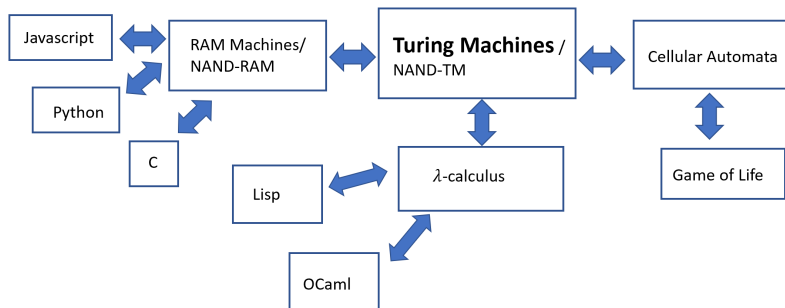 Javascript
RAM Machines/
NAND-RAM
Turing Machines /
NAND-TM
Cellular Automata
Python
C
Lisp
λ-calculus
Game of Life
OCaml